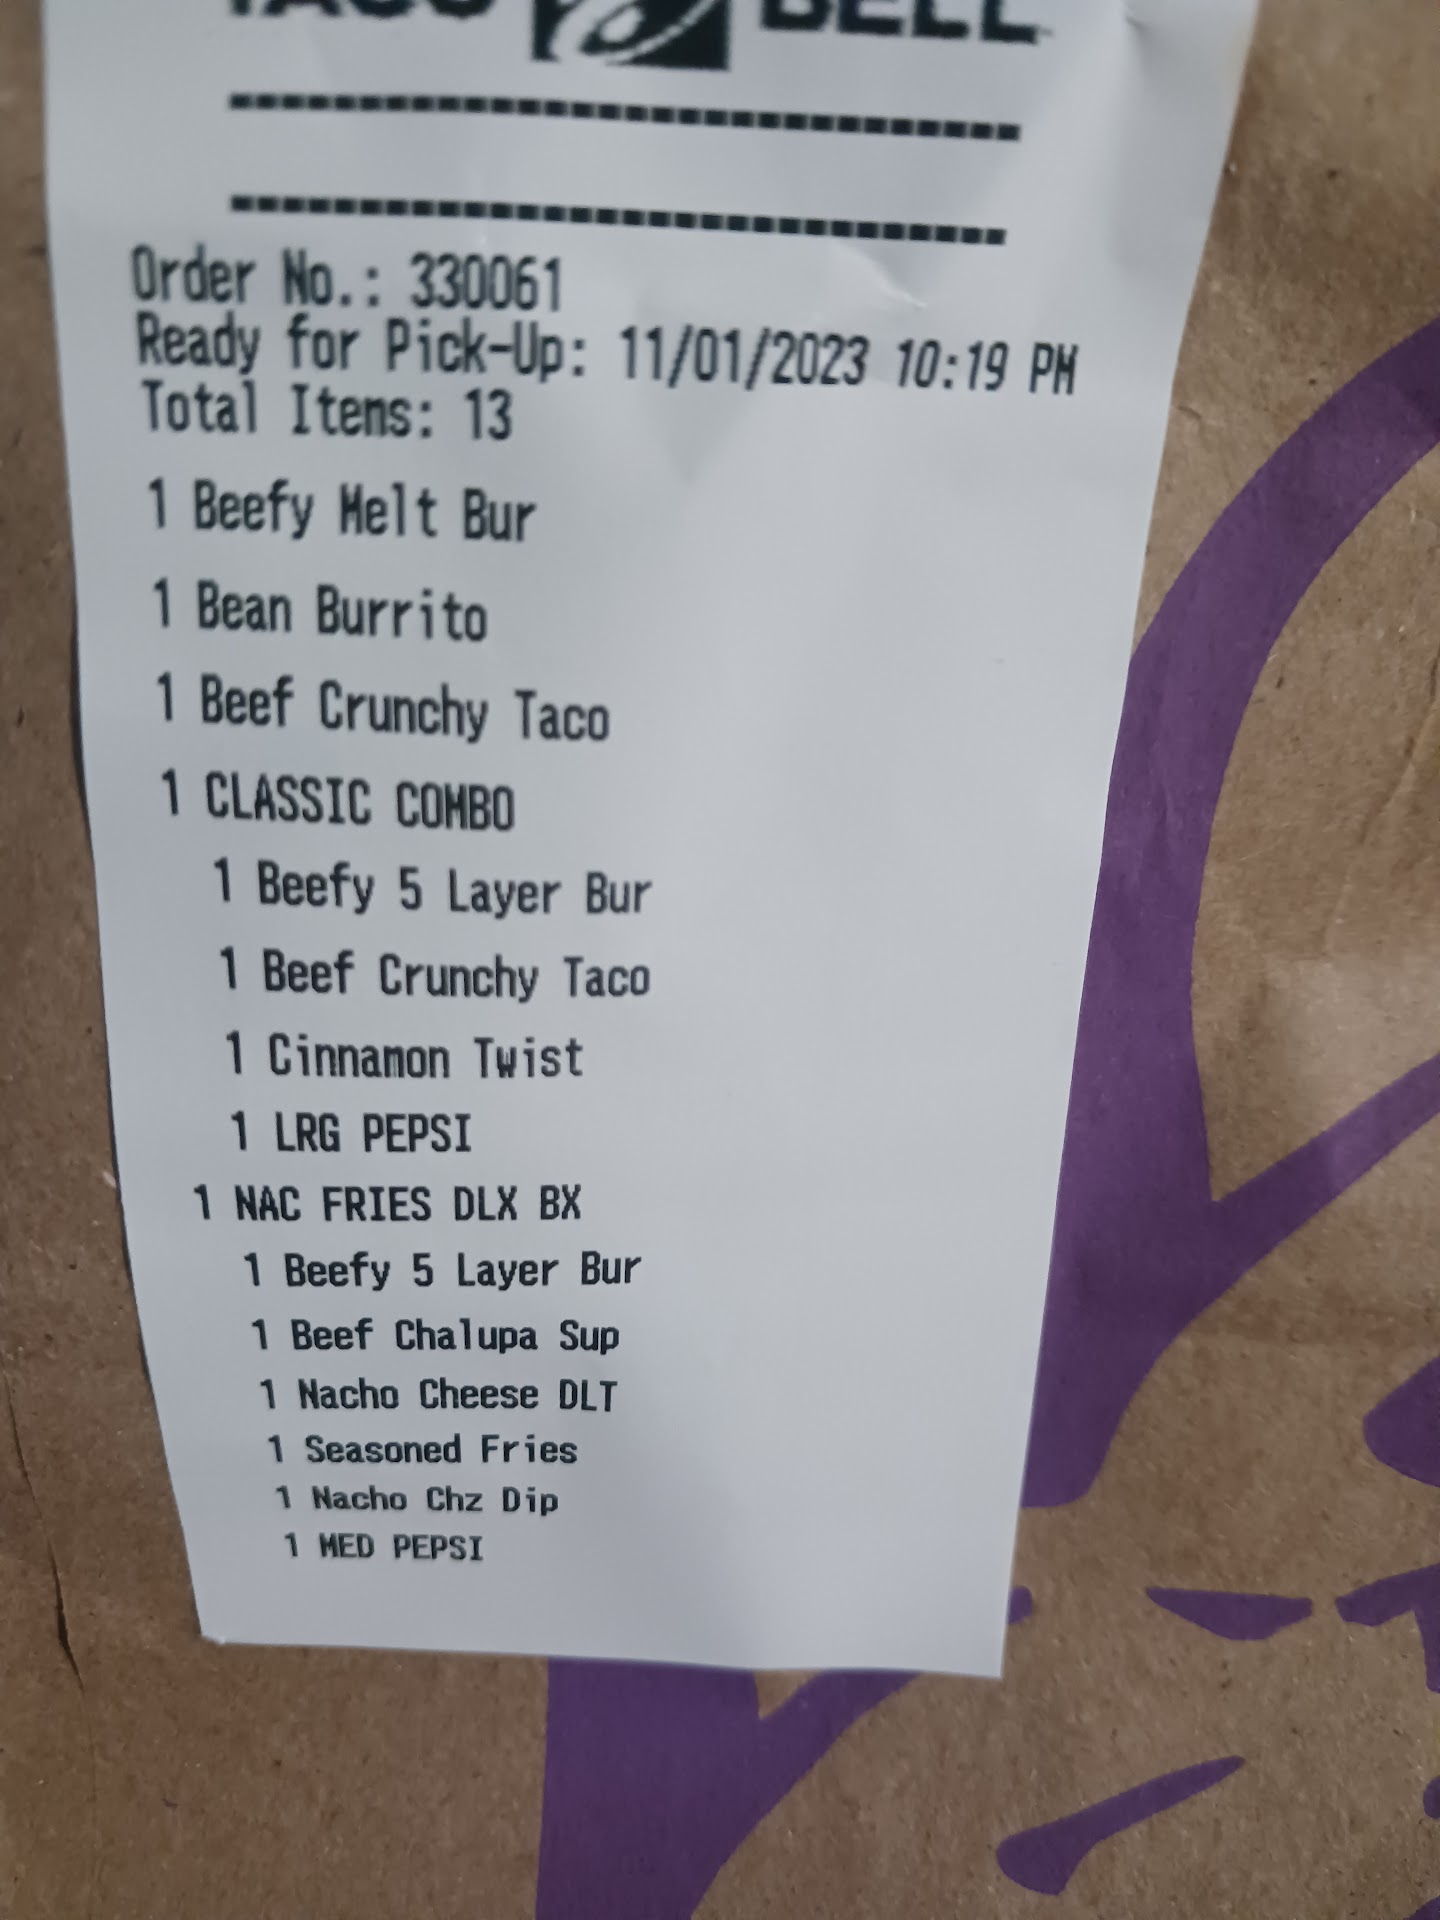 TACO BELL
Order No.: 330061
Ready for Pick-Up: 11/01/2023 10:19 PM
Total Items: 13
1 Beefy Melt Bur
1 Bean Burrito
1 Beef Crunchy Taco
1 CLASSIC COMBO
1 Beefy 5 Layer Bur
1 Beef Crunchy Taco
1 Cinnamon Twist
1 LRG PEPSI
1 NAC FRIES DLX BX
1 Beefy 5 Layer Bur
1 Beef Chalupa Sup
1 Nacho Cheese DLT
1 Seasoned Fries
1 Nacho Chz Dip
1 MED PEPSI